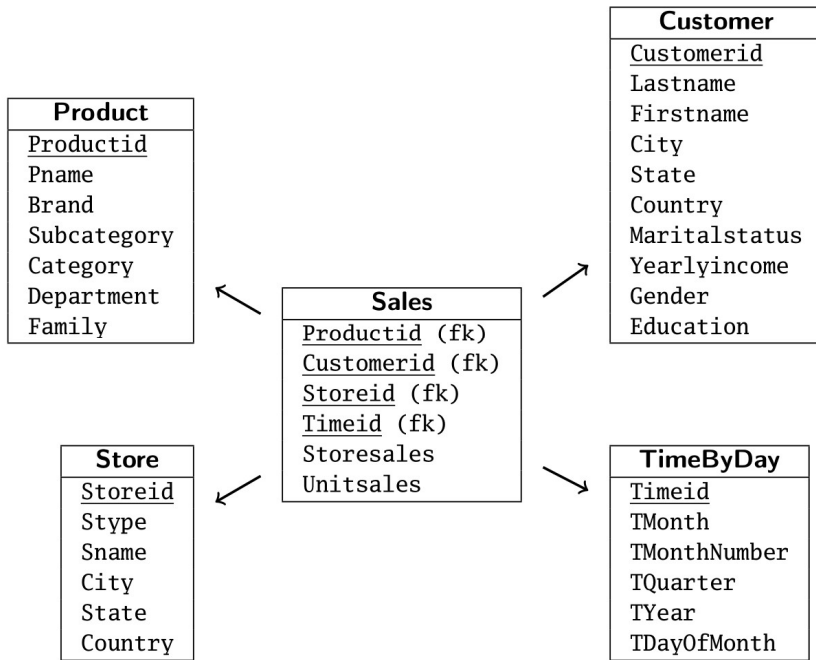 Product
Productid
Pname
Brand
Subcategory
Category
Department
Family
Customer
Customerid
Lastname
Firstname
City
State
Country
Maritalstatus
Yearlyincome
Gender
Education
Sales
Productid (fk)
Customerid (fk)
Storeid (fk)
Timeid (fk)
Storesales
Unitsales
Store
Storeid
Stype
Sname
City
State
Country
TimeByDay
Timeid
TMonth
TMonthNumber
TQuarter
TYear
TDayOfMonth